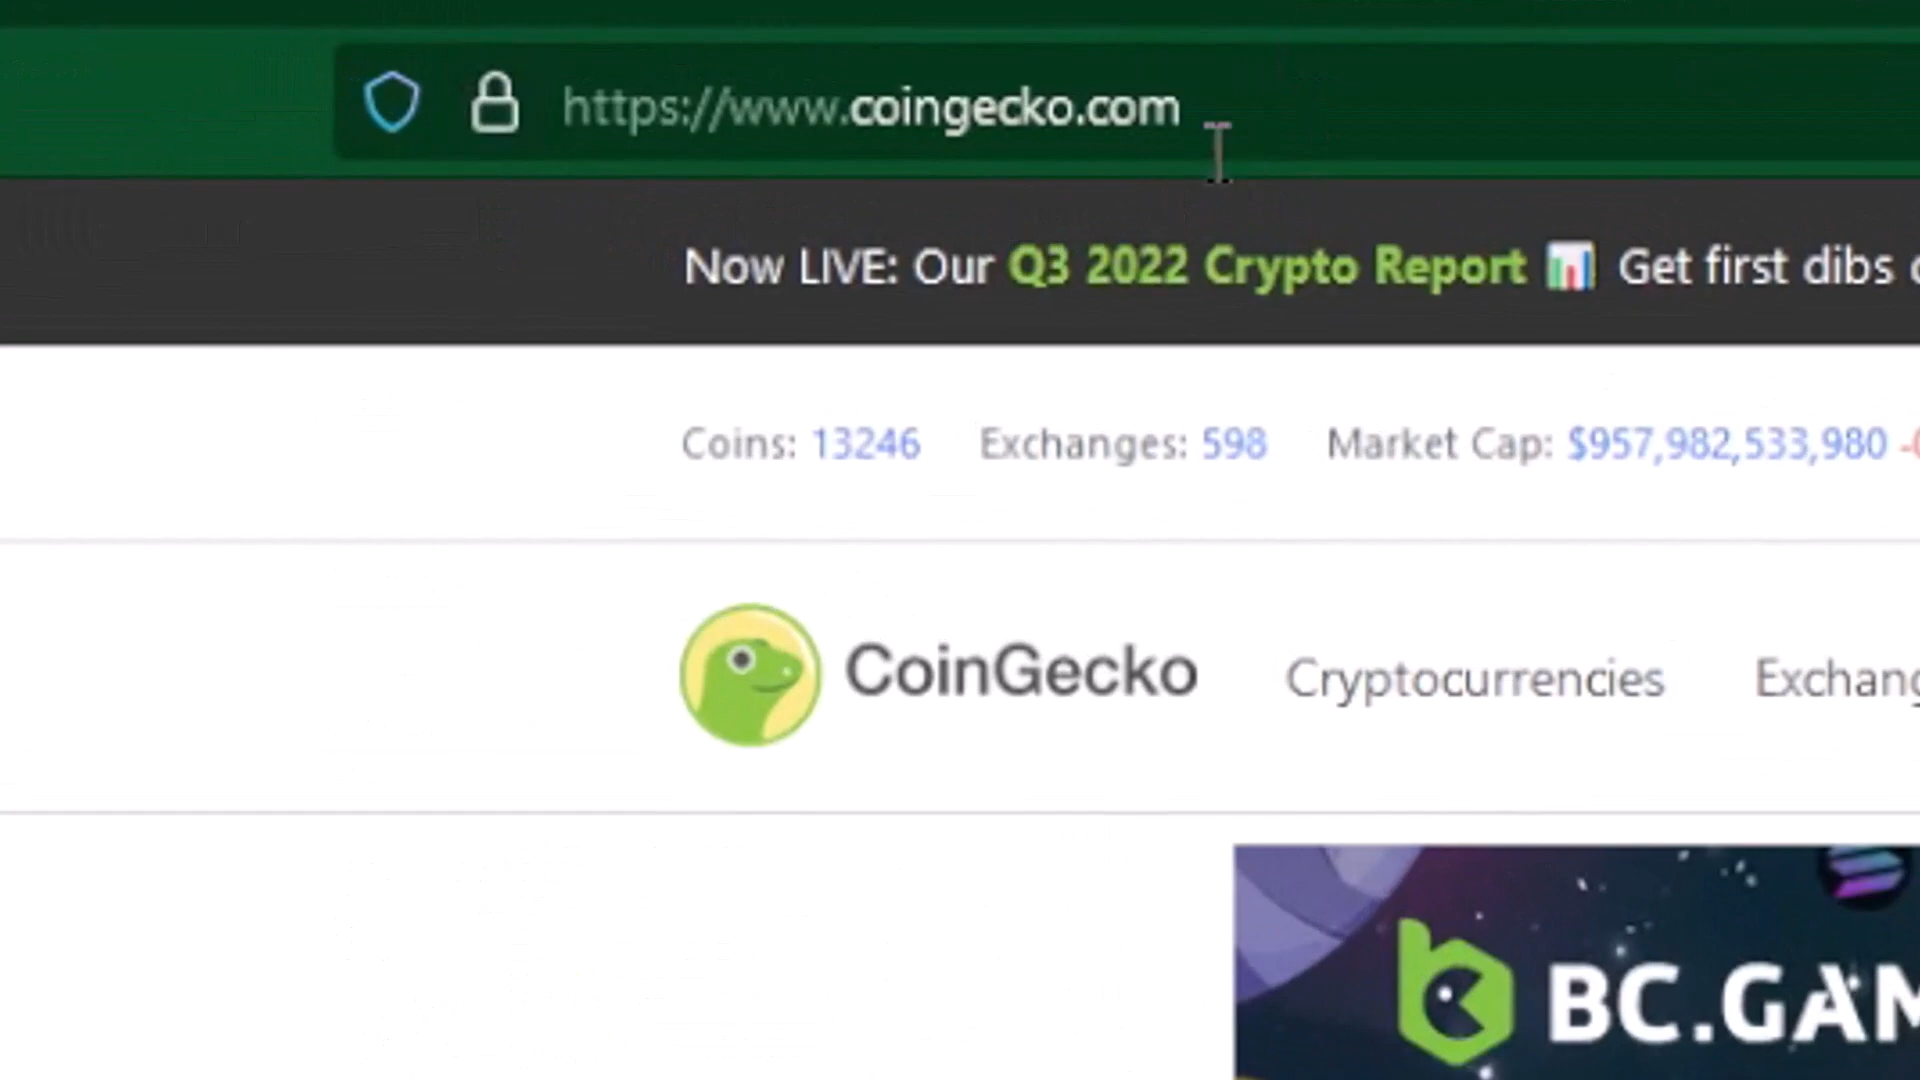 https://www.coingecko.com
Now LIVE: Our Q3 2022 Crypto Report 📊 Get first dibs
Coins: 13246 Exchanges: 598 Market Cap: $957,982,533,980
CoinGecko Cryptocurrencies
BC.GA